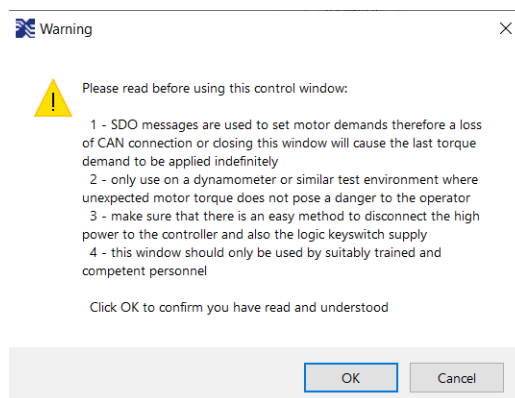 Warning
Please read before using this control window:
1 - SDO messages are used to set motor demands therefore a loss
of CAN connection or closing this window will cause the last torque
demand to be applied indefinitely
2 - only use on a dynamometer or similar test environment where
unexpected motor torque does not pose a danger to the operator
3 - make sure that there is an easy method to disconnect the high
power to the controller and also the logic keyswitch supply
4 - this window should only be used by suitably trained and
competent personnel
Click OK to confirm you have read and understood
OK Cancel